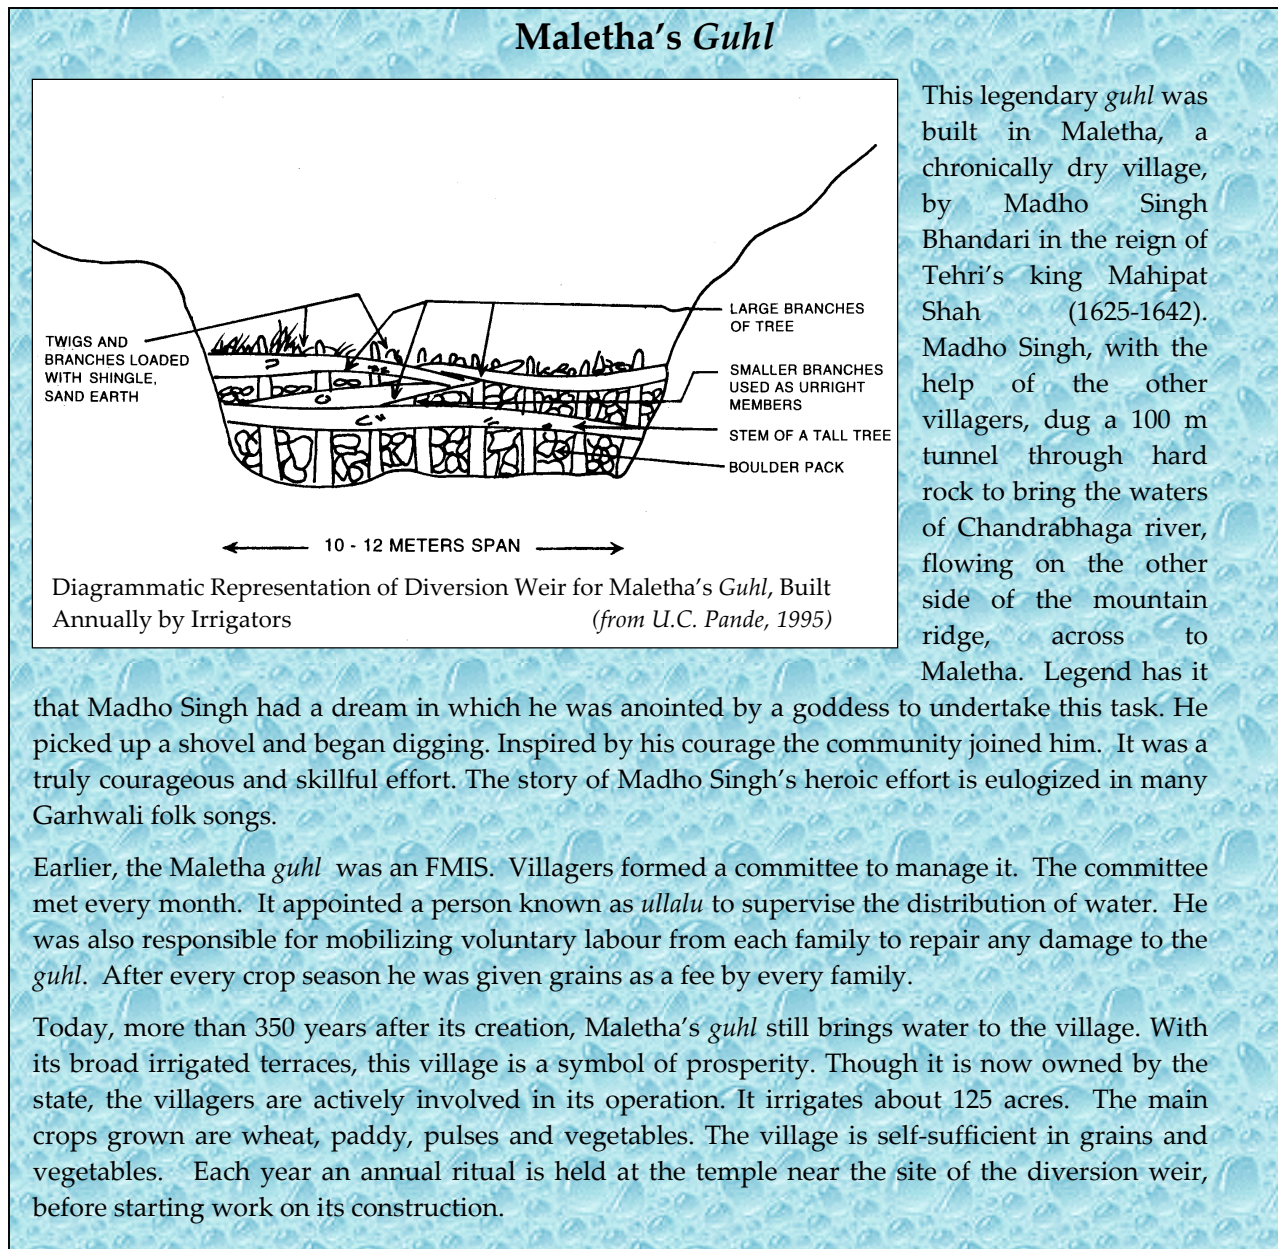 Maletha's Guhl
TWIGS AND
BRANCHES LOADED
WITH SHINGLE,
SAND EARTH
LARGE BRANCHES
OF TREE
SMALLER BRANCHES
USED AS URRIGHT
MEMBERS
STEM OF A TALL TREE
BOULDER PACK
10 - 12 METERS SPAN
Diagrammatic Representation of Diversion Weir for Maletha's Guhl, Built
Annually by Irrigators (from U.C. Pande, 1995)
This legendary guhl was
built in Maletha, a
chronically dry village,
by Madho Singh
Bhandari in the reign of
Tehri's king Mahipat
Shah (1625-1642).
Madho Singh, with the
help of the other
villagers, dug a 100 m
tunnel through hard
rock to bring the waters
of Chandrabhaga river,
flowing on the other
side of the mountain
ridge, across to
Maletha. Legend has it
that Madho Singh had a dream in which he was anointed by a goddess to undertake this task. He
picked up a shovel and began digging. Inspired by his courage the community joined him. It was a
truly courageous and skillful effort. The story of Madho Singh's heroic effort is eulogized in many
Garhwali folk songs.
Earlier, the Maletha guhl was an FMIS. Villagers formed a committee to manage it. The committee
met every month. It appointed a person known as ullalu to supervise the distribution of water. He
was also responsible for mobilizing voluntary labour from each family to repair any damage to the
guhl. After every crop season he was given grains as a fee by every family.
Today, more than 350 years after its creation, Maletha's guhl still brings water to the village. With
its broad irrigated terraces, this village is a symbol of prosperity. Though it is now owned by the
state, the villagers are actively involved in its operation. It irrigates about 125 acres. The main
crops grown are wheat, paddy, pulses and vegetables. The village is self-sufficient in grains and
vegetables. Each year an annual ritual is held at the temple near the site of the diversion weir,
before starting work on its construction.